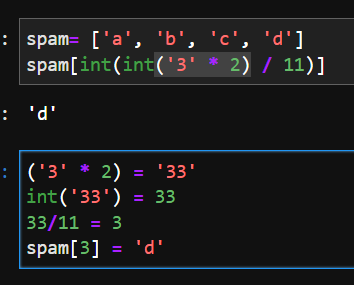 : spam= ['a', 'b', 'c', 'd']
spam[int(int('3' * 2) / 11)]
: 'd'
: ('3' * 2) = '33'
int('33') = 33
33/11 = 3
spam[3] = 'd'